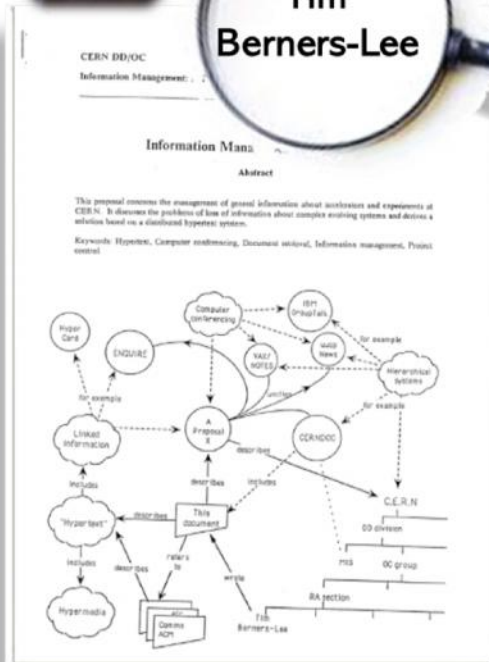 Tim
Berners-Lee
CERN DD/OC
Information Management:
Information Mana
Abstract
This proposal concerns the management of general information about accelerators and experiments at
CERN. It discusses the problems of loss of information about complex evolving systems and derives a
solution based on a distributed hypertext system.
Keywords: Hypertext, Computer conferencing, Document retrieval, Information management, Project
control
Computer
conferencing
IBM
GroupTalk
Hyper
Card
ENQUIRE
VAX/
NOTES
uucp
News
for example
Hierarchical
systems
for example
unifies
for example
Linked
information
A
Proposal
X
CERNDOC
describes
C.E.R.N
includes
describes
includes
"Hypertext"
describes
This
document
DD division
includes
describes
refers
to
wrote
MIS
OC group
RA section
Hypermedia
Comms
ACM
Tim
Berners-Lee